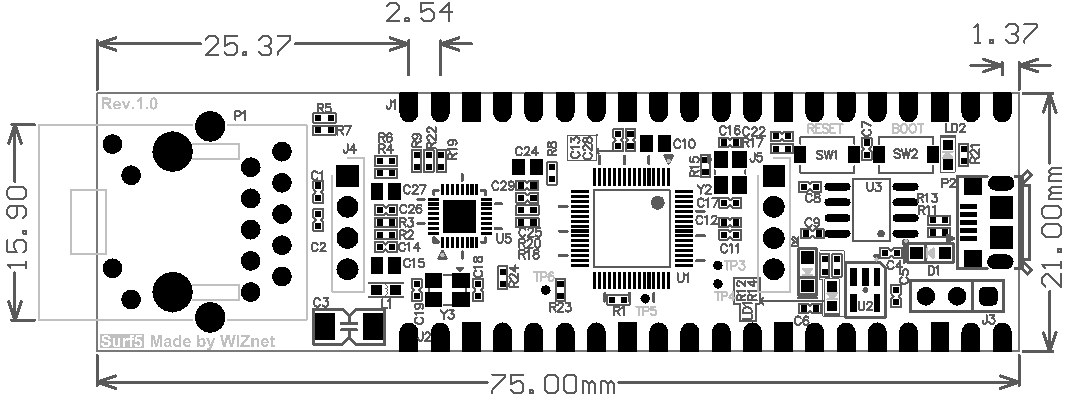 2.54
25.37
1.37
Rev.1.0
J1
P1
R5
R7
C16 C22
R17
RESET
C7
BOOT
LD2
J4
R6
R4
R9
R22
R19
C24
R8
C13
C28
C10
R15
J5
SW1
SW2
R21
C1
C27
C29
Y2
C17
C12
C11
C8
U3
R13
R11
P2
C26
R3
R2
C14
C15
U5
C25
R20
R18
C9
C2
15.90
21.00mm
C18
R24
TP6
U1
TP3
TP4
C4
D1
C5
C3
L1
C19
Y3
R23
R1
TP5
R12
R14
LD1
C6
U2
J3
J2
Surf5 Made by WIZnet
75.00mm